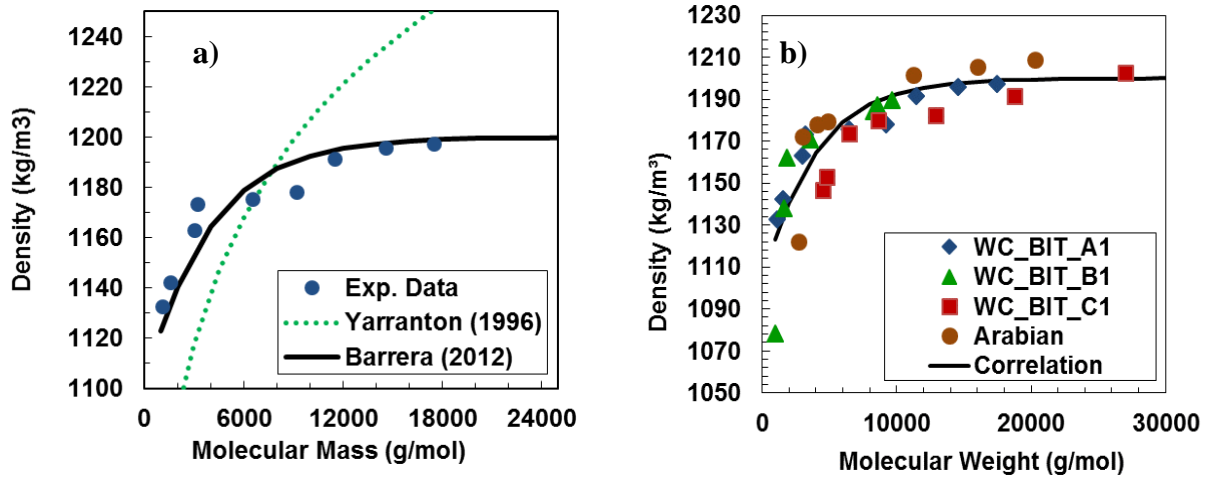 a)
1240
1220
1200
1180
1160
1140
1120
1100
Density (kg/m3)
0 6000 12000 18000 24000
Molecular Mass (g/mol)
Exp. Data
Yarranton (1996)
Barrera (2012)
b)
1230
1210
1190
1170
1150
1130
1110
1090
1070
1050
Density (kg/m³)
0 10000 20000 30000
Molecular Weight (g/mol)
WC_BIT_A1
WC_BIT_B1
WC_BIT_C1
Arabian
Correlation